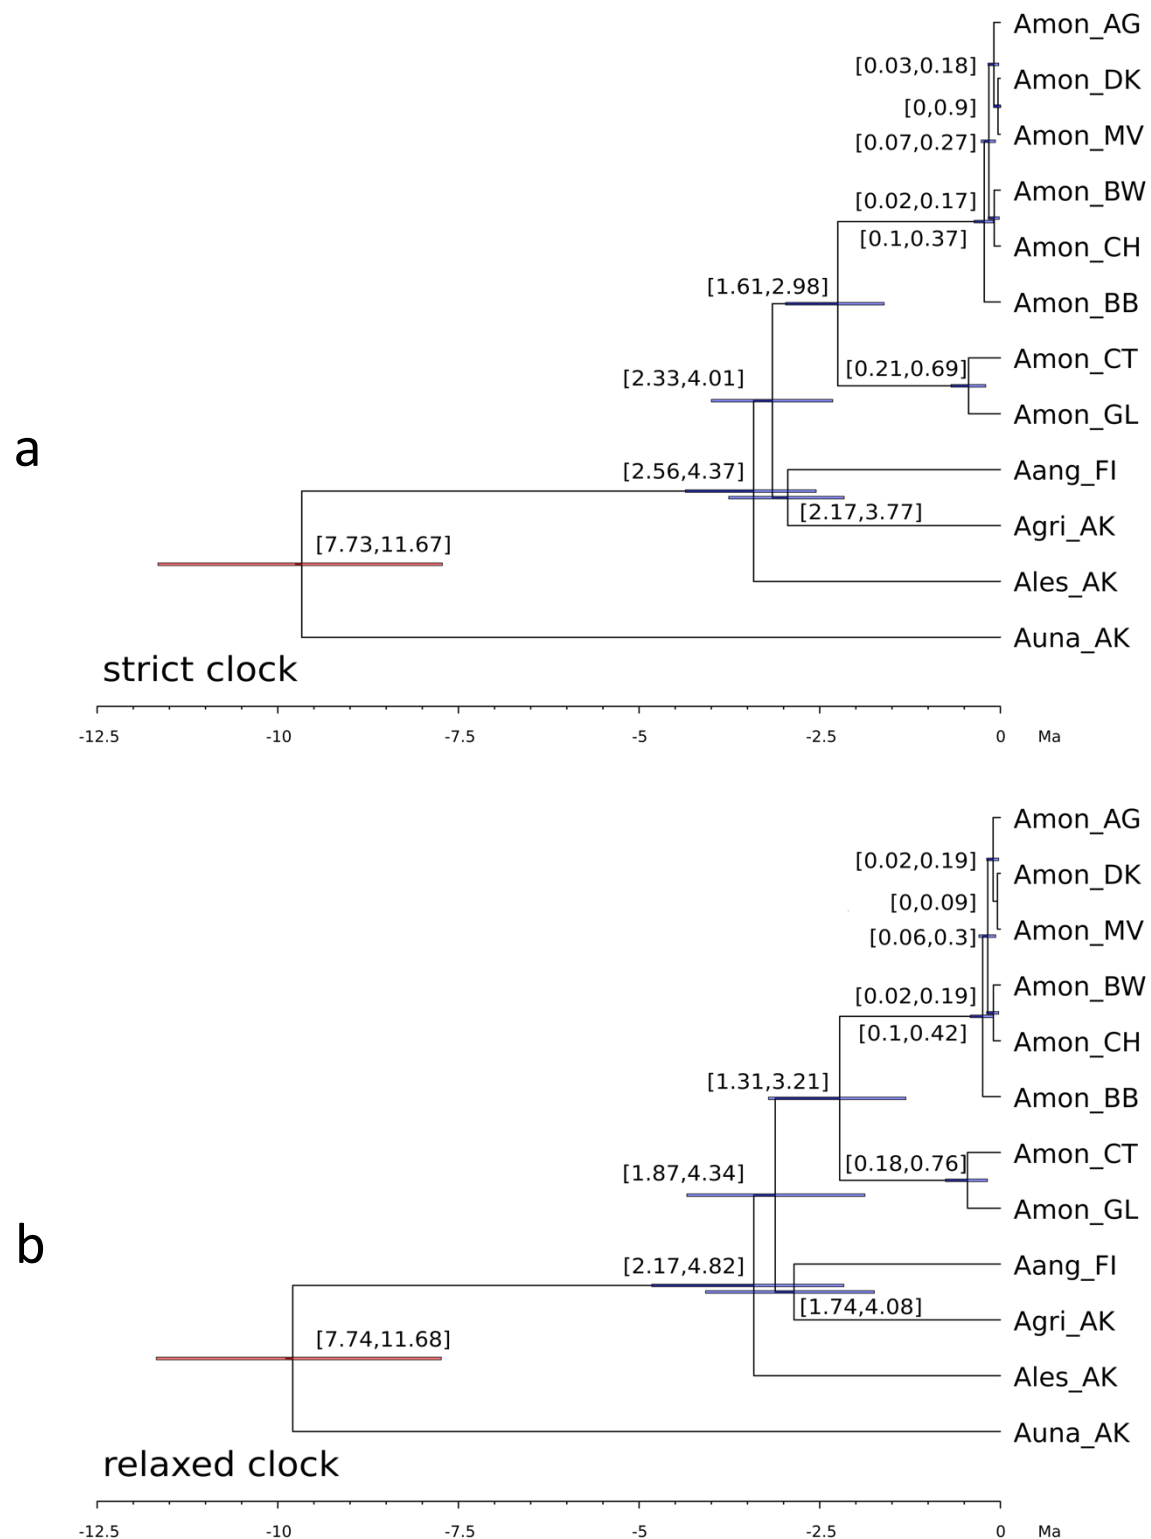 Amon_AG
[0.03,0.18]
Amon_DK
[0,0.9]
Amon_MV
[0.07,0.27]
Amon_BW
[0.02,0.17]
[0.1,0.37]
Amon_CH
[1.61,2.98]
Amon_BB
Amon_CT
[0.21,0.69]
[2.33,4.01]
Amon_GL
a
Aang_FI
[2.56,4.37]
[2.17,3.77]
Agri_AK
[7.73,11.67]
Ales_AK
Auna_AK
strict clock
-12.5 -10 -7.5 -5 -2.5 0 Ma
Amon_AG
[0.02,0.19]
Amon_DK
[0,0.09]
Amon_MV
[0.06,0.3]
Amon_BW
[0.02,0.19]
[0.1,0.42]
Amon_CH
[1.31,3.21]
Amon_BB
Amon_CT
[0.18,0.76]
[1.87,4.34]
Amon_GL
b
Aang_FI
[2.17,4.82]
[1.74,4.08]
Agri_AK
[7.74,11.68]
Ales_AK
Auna_AK
relaxed clock
-12.5 -10 -7.5 -5 -2.5 0 Ma